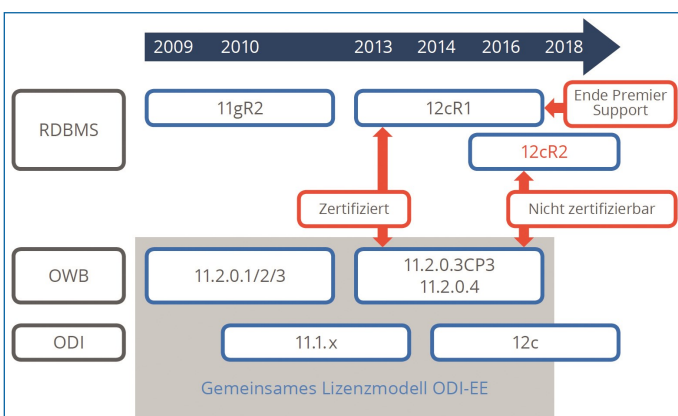 2009 2010 2013 2014 2016 2018
RDBMS
11gR2
12cR1
Ende Premier
Support
12cR2
Zertifiziert
Nicht zertifizierbar
OWB
11.2.0.1/2/3
11.2.0.3CP3
11.2.0.4
ODI
11.1.x
12c
Gemeinsames Lizenzmodell ODI-EE